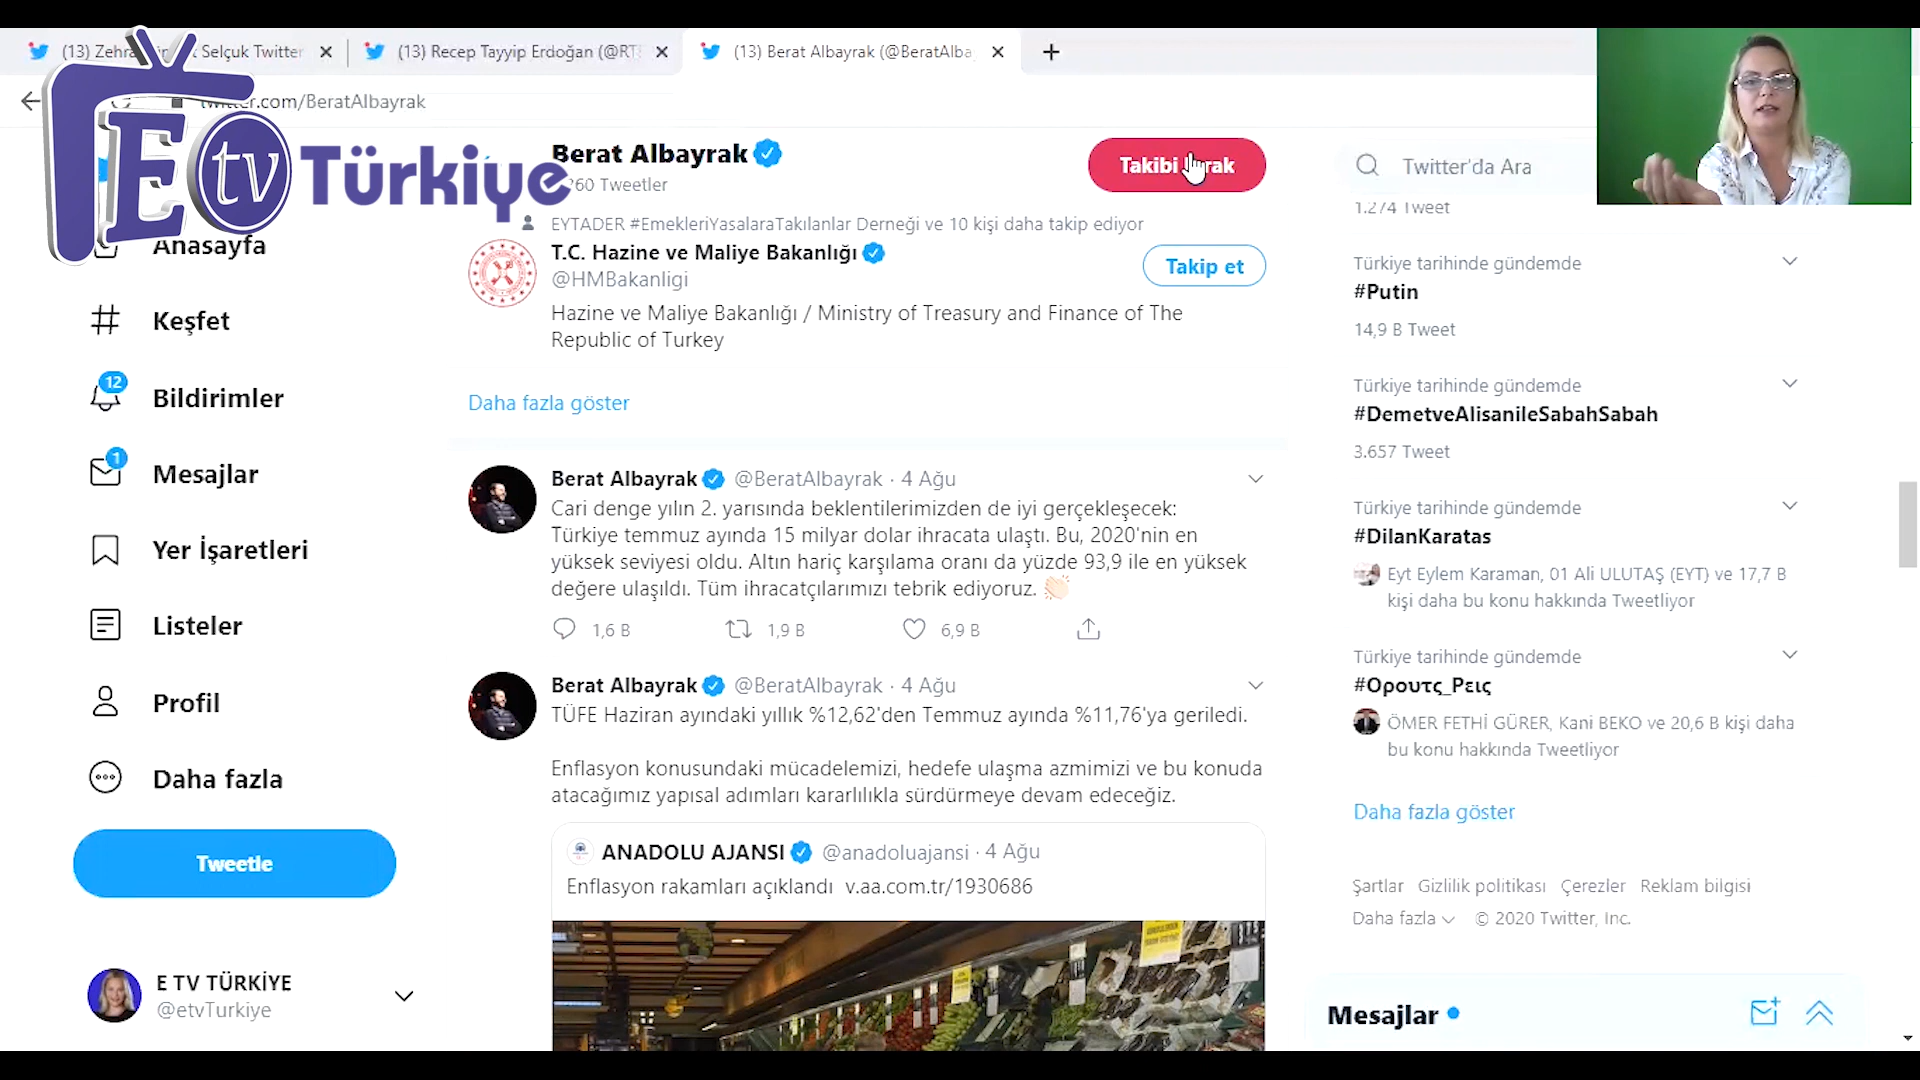 (13) Zehra Selçuk Twitter
(13) Recep Tayyip Erdoğan (@RTE
(13) Berat Albayrak (@BeratAlba
twitter.com/BeratAlbayrak
E tv Türkiye
Berat Albayrak
260 Tweetler
Takibi bırak
Twitter'da Ara
EYTADER #EmekleriYasalaraTakılanlar Derneği ve 10 kişi daha takip ediyor
T.C. Hazine ve Maliye Bakanlığı
@HMBakanligi
Takip et
Hazine ve Maliye Bakanlığı / Ministry of Treasury and Finance of The
Republic of Turkey
Daha fazla göster
Anasayfa
Keşfet
12
Bildirimler
1
Mesajlar
Yer İşaretleri
Listeler
Profil
Daha fazla
Tweetle
E TV TÜRKİYE
@etvTurkiye
Berat Albayrak @BeratAlbayrak · 4 Ağu
Cari denge yılın 2. yarısında beklentilerimizden de iyi gerçekleşecek:
Türkiye temmuz ayında 15 milyar dolar ihracata ulaştı. Bu, 2020'nin en
yüksek seviyesi oldu. Altın hariç karşılama oranı da yüzde 93,9 ile en yüksek
değere ulaşıldı. Tüm ihracatçılarımızı tebrik ediyoruz. 👏🏻
1,6 B 1,9 B 6,9 B
Berat Albayrak @BeratAlbayrak · 4 Ağu
TÜFE Haziran ayındaki yıllık %12,62'den Temmuz ayında %11,76'ya geriledi.
Enflasyon konusundaki mücadelemizi, hedefe ulaşma azmimizi ve bu konuda
atacağımız yapısal adımları kararlılıkla sürdürmeye devam edeceğiz.
ANADOLU AJANSI @anadoluajansi · 4 Ağu
Enflasyon rakamları açıklandı v.aa.com.tr/1930686
1.274 Tweet
Türkiye tarihinde gündemde
#Putin
14,9 B Tweet
Türkiye tarihinde gündemde
#DemetveAlisanileSabahSabah
3.657 Tweet
Türkiye tarihinde gündemde
#DilanKaratas
Eyt Eylem Karaman, 01 Ali ULUTAŞ (EYT) ve 17,7 B
kişi daha bu konu hakkında Tweetliyor
Türkiye tarihinde gündemde
#Ορουτς_Ρεις
ÖMER FETHİ GÜRER, Kani BEKO ve 20,6 B kişi daha
bu konu hakkında Tweetliyor
Daha fazla göster
Şartlar Gizlilik politikası Çerezler Reklam bilgisi
Daha fazla © 2020 Twitter, Inc.
Mesajlar